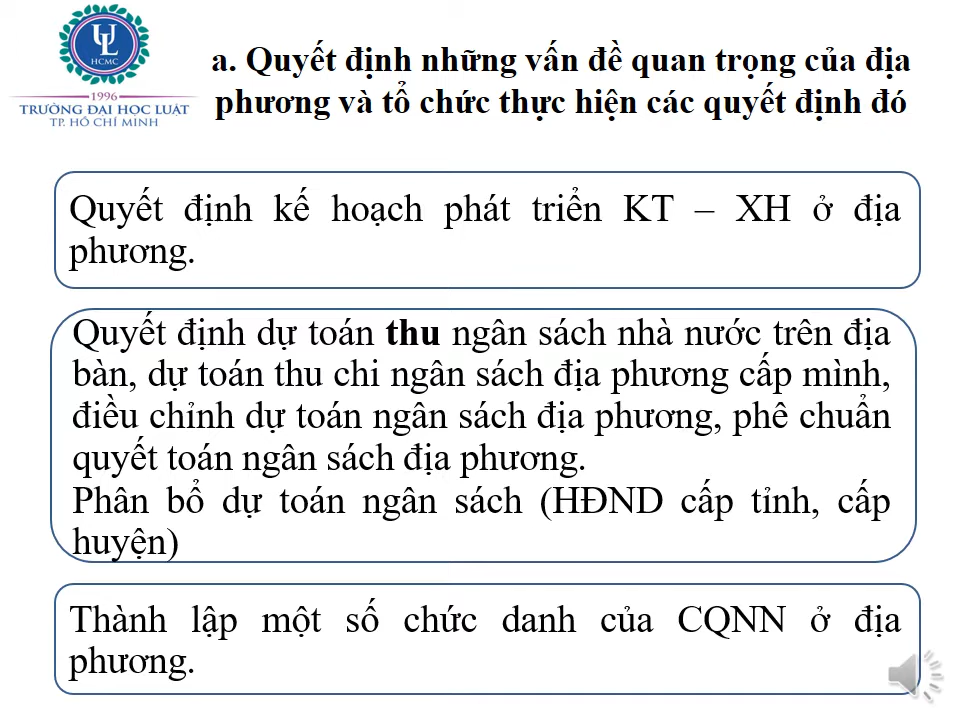 UL
HCMC
1996
TRƯỜNG ĐẠI HỌC LUẬT
TP. HỒ CHÍ MINH
a. Quyết định những vấn đề quan trọng của địa
phương và tổ chức thực hiện các quyết định đó
Quyết định kế hoạch phát triển KT – XH ở địa
phương.
Quyết định dự toán thu ngân sách nhà nước trên địa
bàn, dự toán thu chi ngân sách địa phương cấp mình,
điều chỉnh dự toán ngân sách địa phương, phê chuẩn
quyết toán ngân sách địa phương.
Phân bổ dự toán ngân sách (HĐND cấp tỉnh, cấp
huyện)
Thành lập một số chức danh của CQNN ở địa
phương.